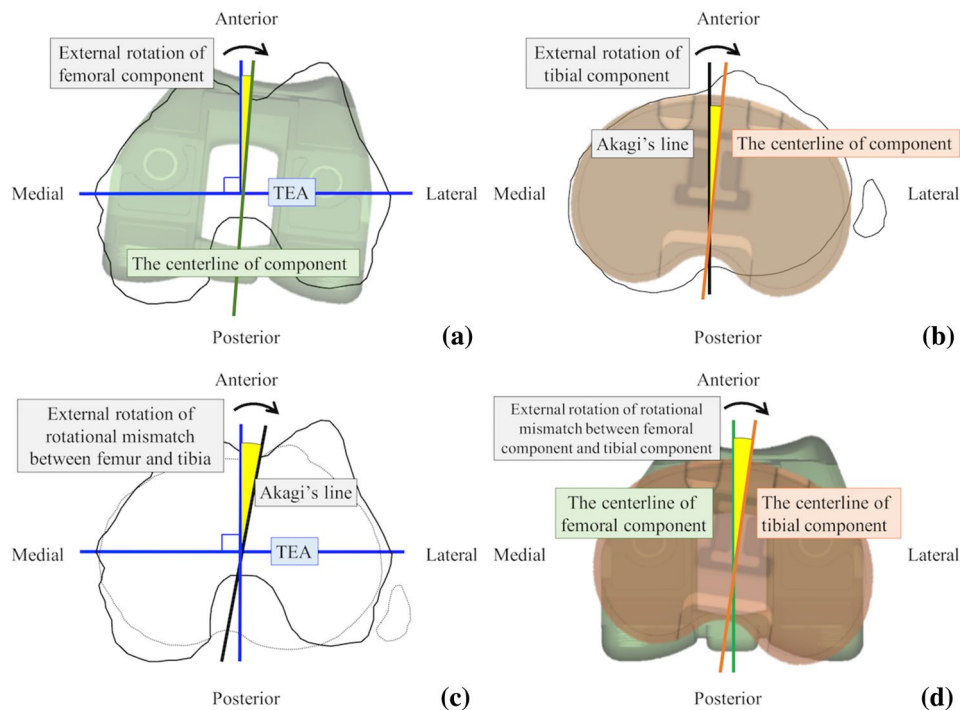 Anterior
External rotation of
femoral component
Medial
TEA
Lateral
The centerline of component
Posterior
(a)
Anterior
External rotation of
tibial component
Akagi's line
The centerline of component
Medial
Lateral
Posterior
(b)
Anterior
External rotation of
rotational mismatch
between femur and tibia
Akagi's line
Medial
TEA
Lateral
Posterior
(c)
Anterior
External rotation of rotational
mismatch between femoral
component and tibial component
The centerline of
femoral component
The centerline of
tibial component
Medial
Lateral
Posterior
(d)